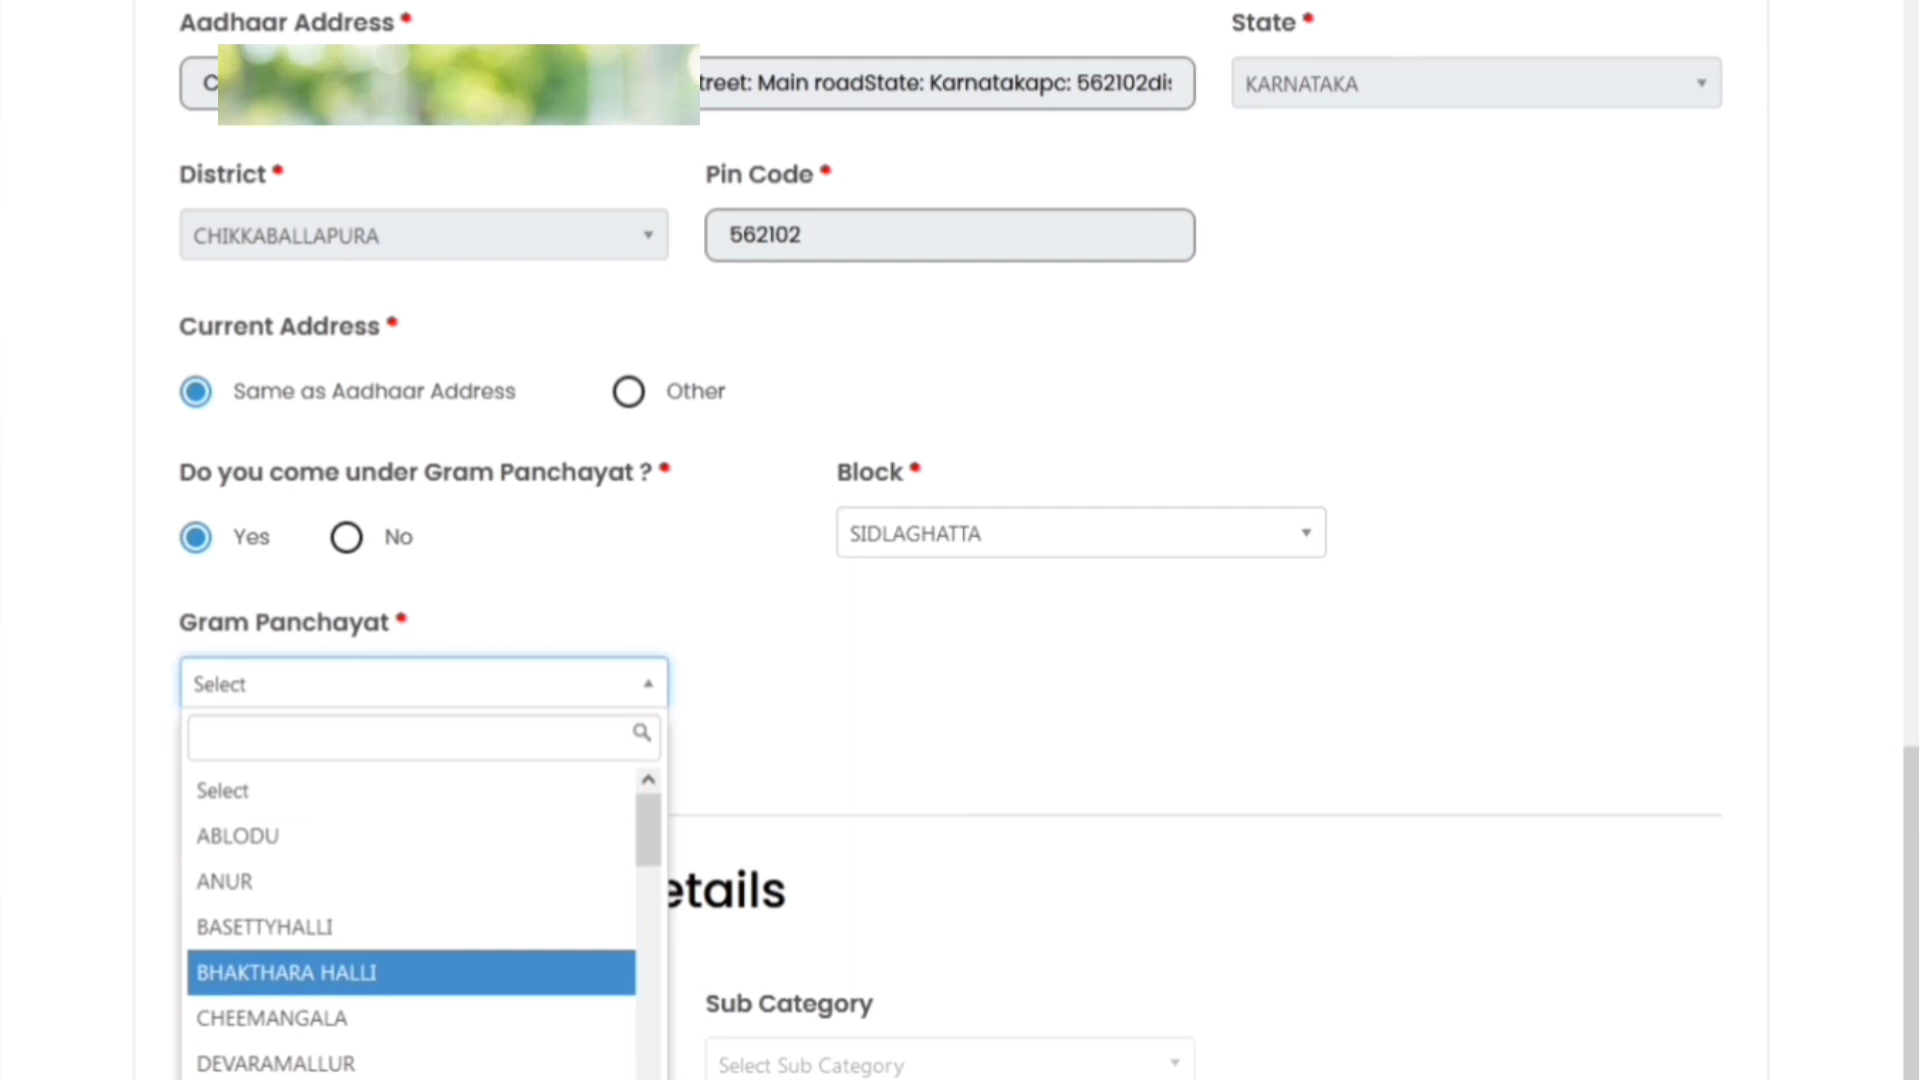 Aadhaar Address *
State *
C treet: Main roadState: Karnatakapc: 562102dis
KARNATAKA
District *
Pin Code *
CHIKKABALLAPURA
562102
Current Address *
Same as Aadhaar Address
Other
Do you come under Gram Panchayat ? *
Block *
Yes
No
SIDLAGHATTA
Gram Panchayat *
Select
Select
ABLODU
ANUR
etails
BASETTYHALLI
BHAKTHARA HALLI
Sub Category
CHEEMANGALA
DEVARAMALLUR
Select Sub Category